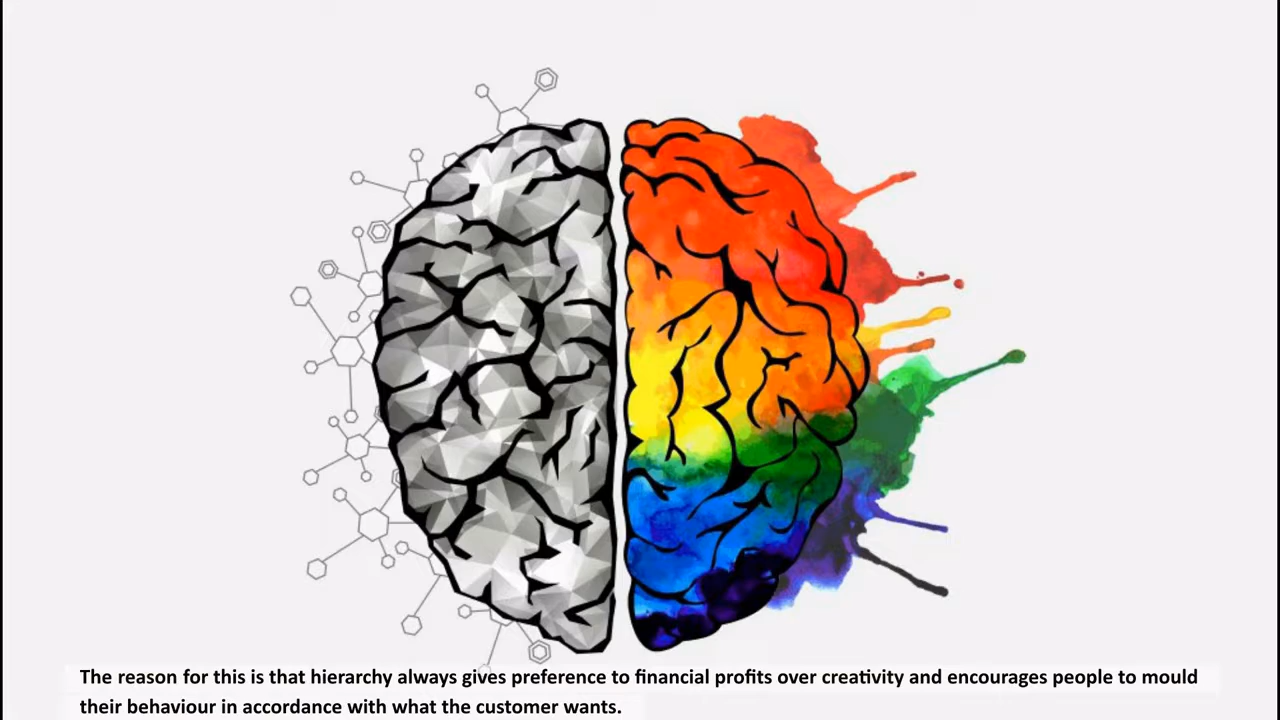 The reason for this is that hierarchy always gives preference to financial profits over creativity and encourages people to mould
their behaviour in accordance with what the customer wants.